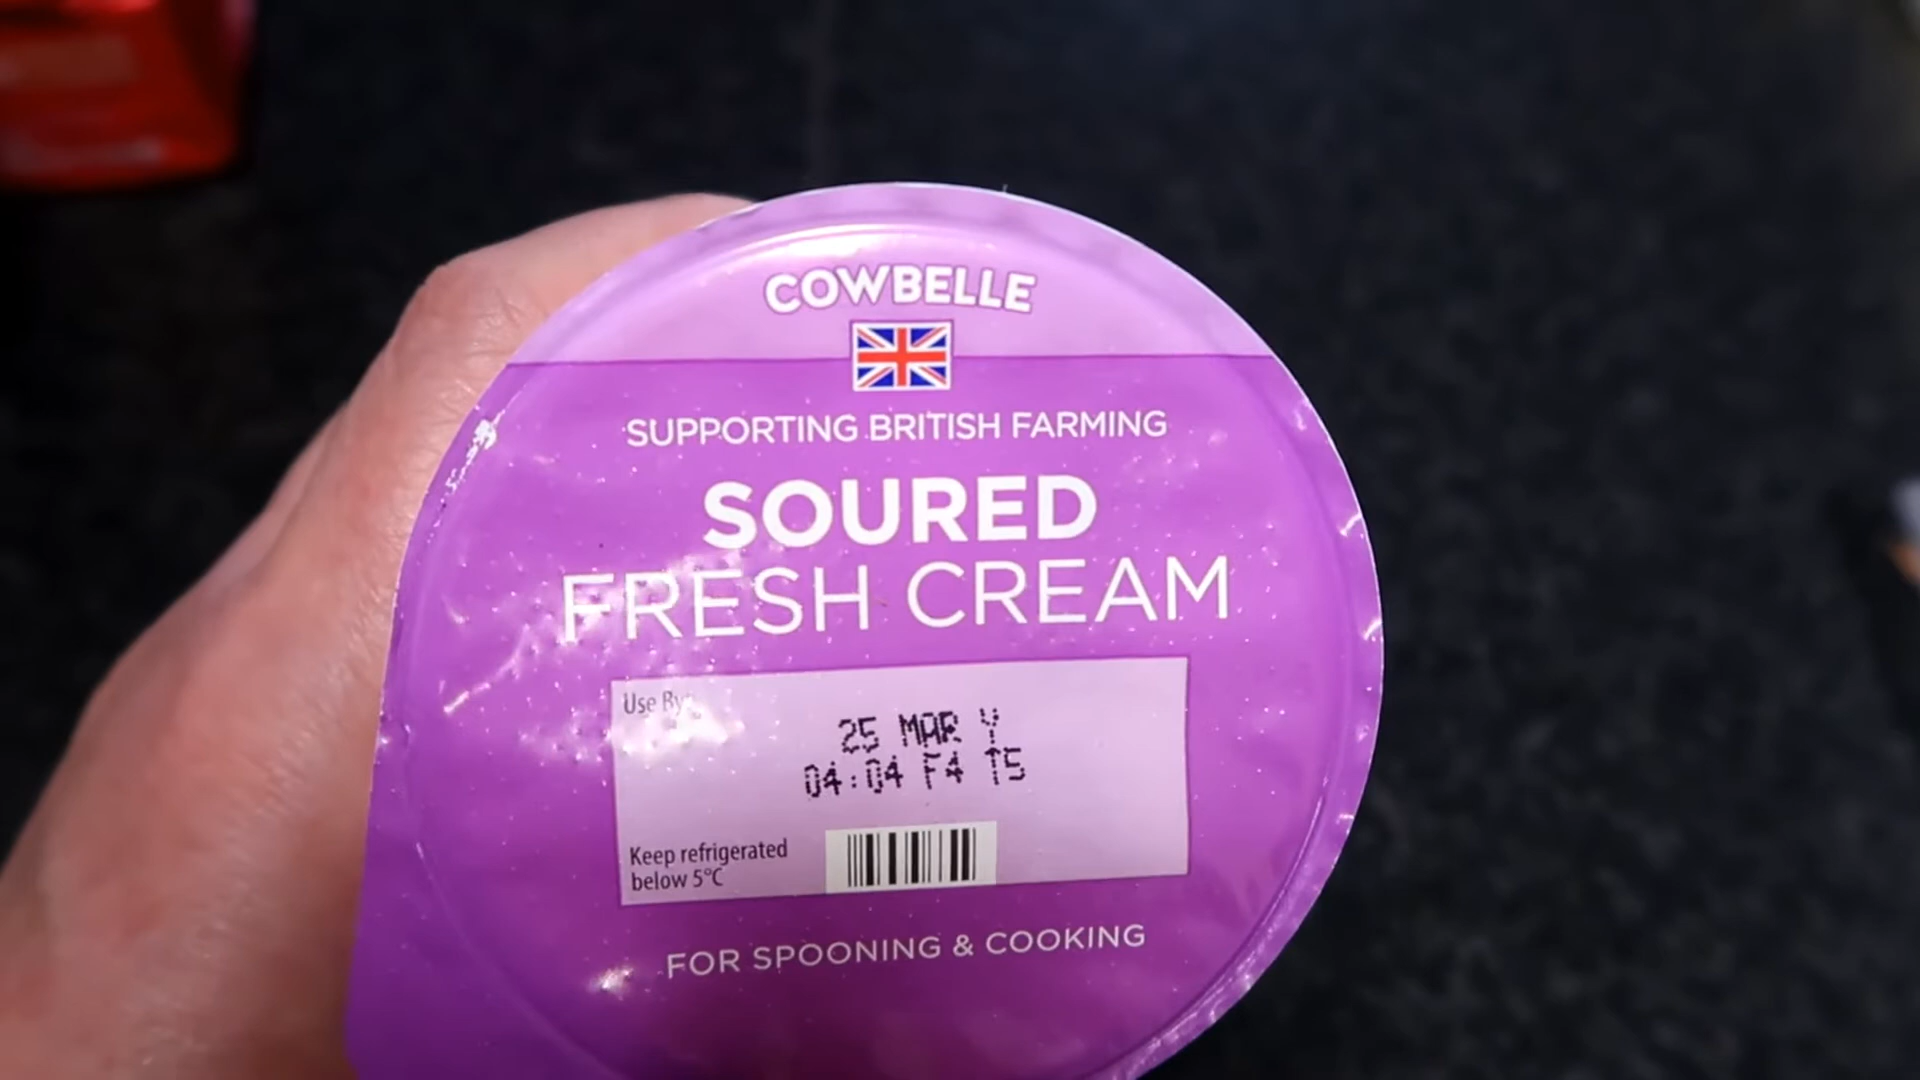 COWBELLE
SUPPORTING BRITISH FARMING
SOURED
FRESH CREAM
Use By:
25 MAR Y
04:04 F4 T5
Keep refrigerated
below 5°C
FOR SPOONING & COOKING